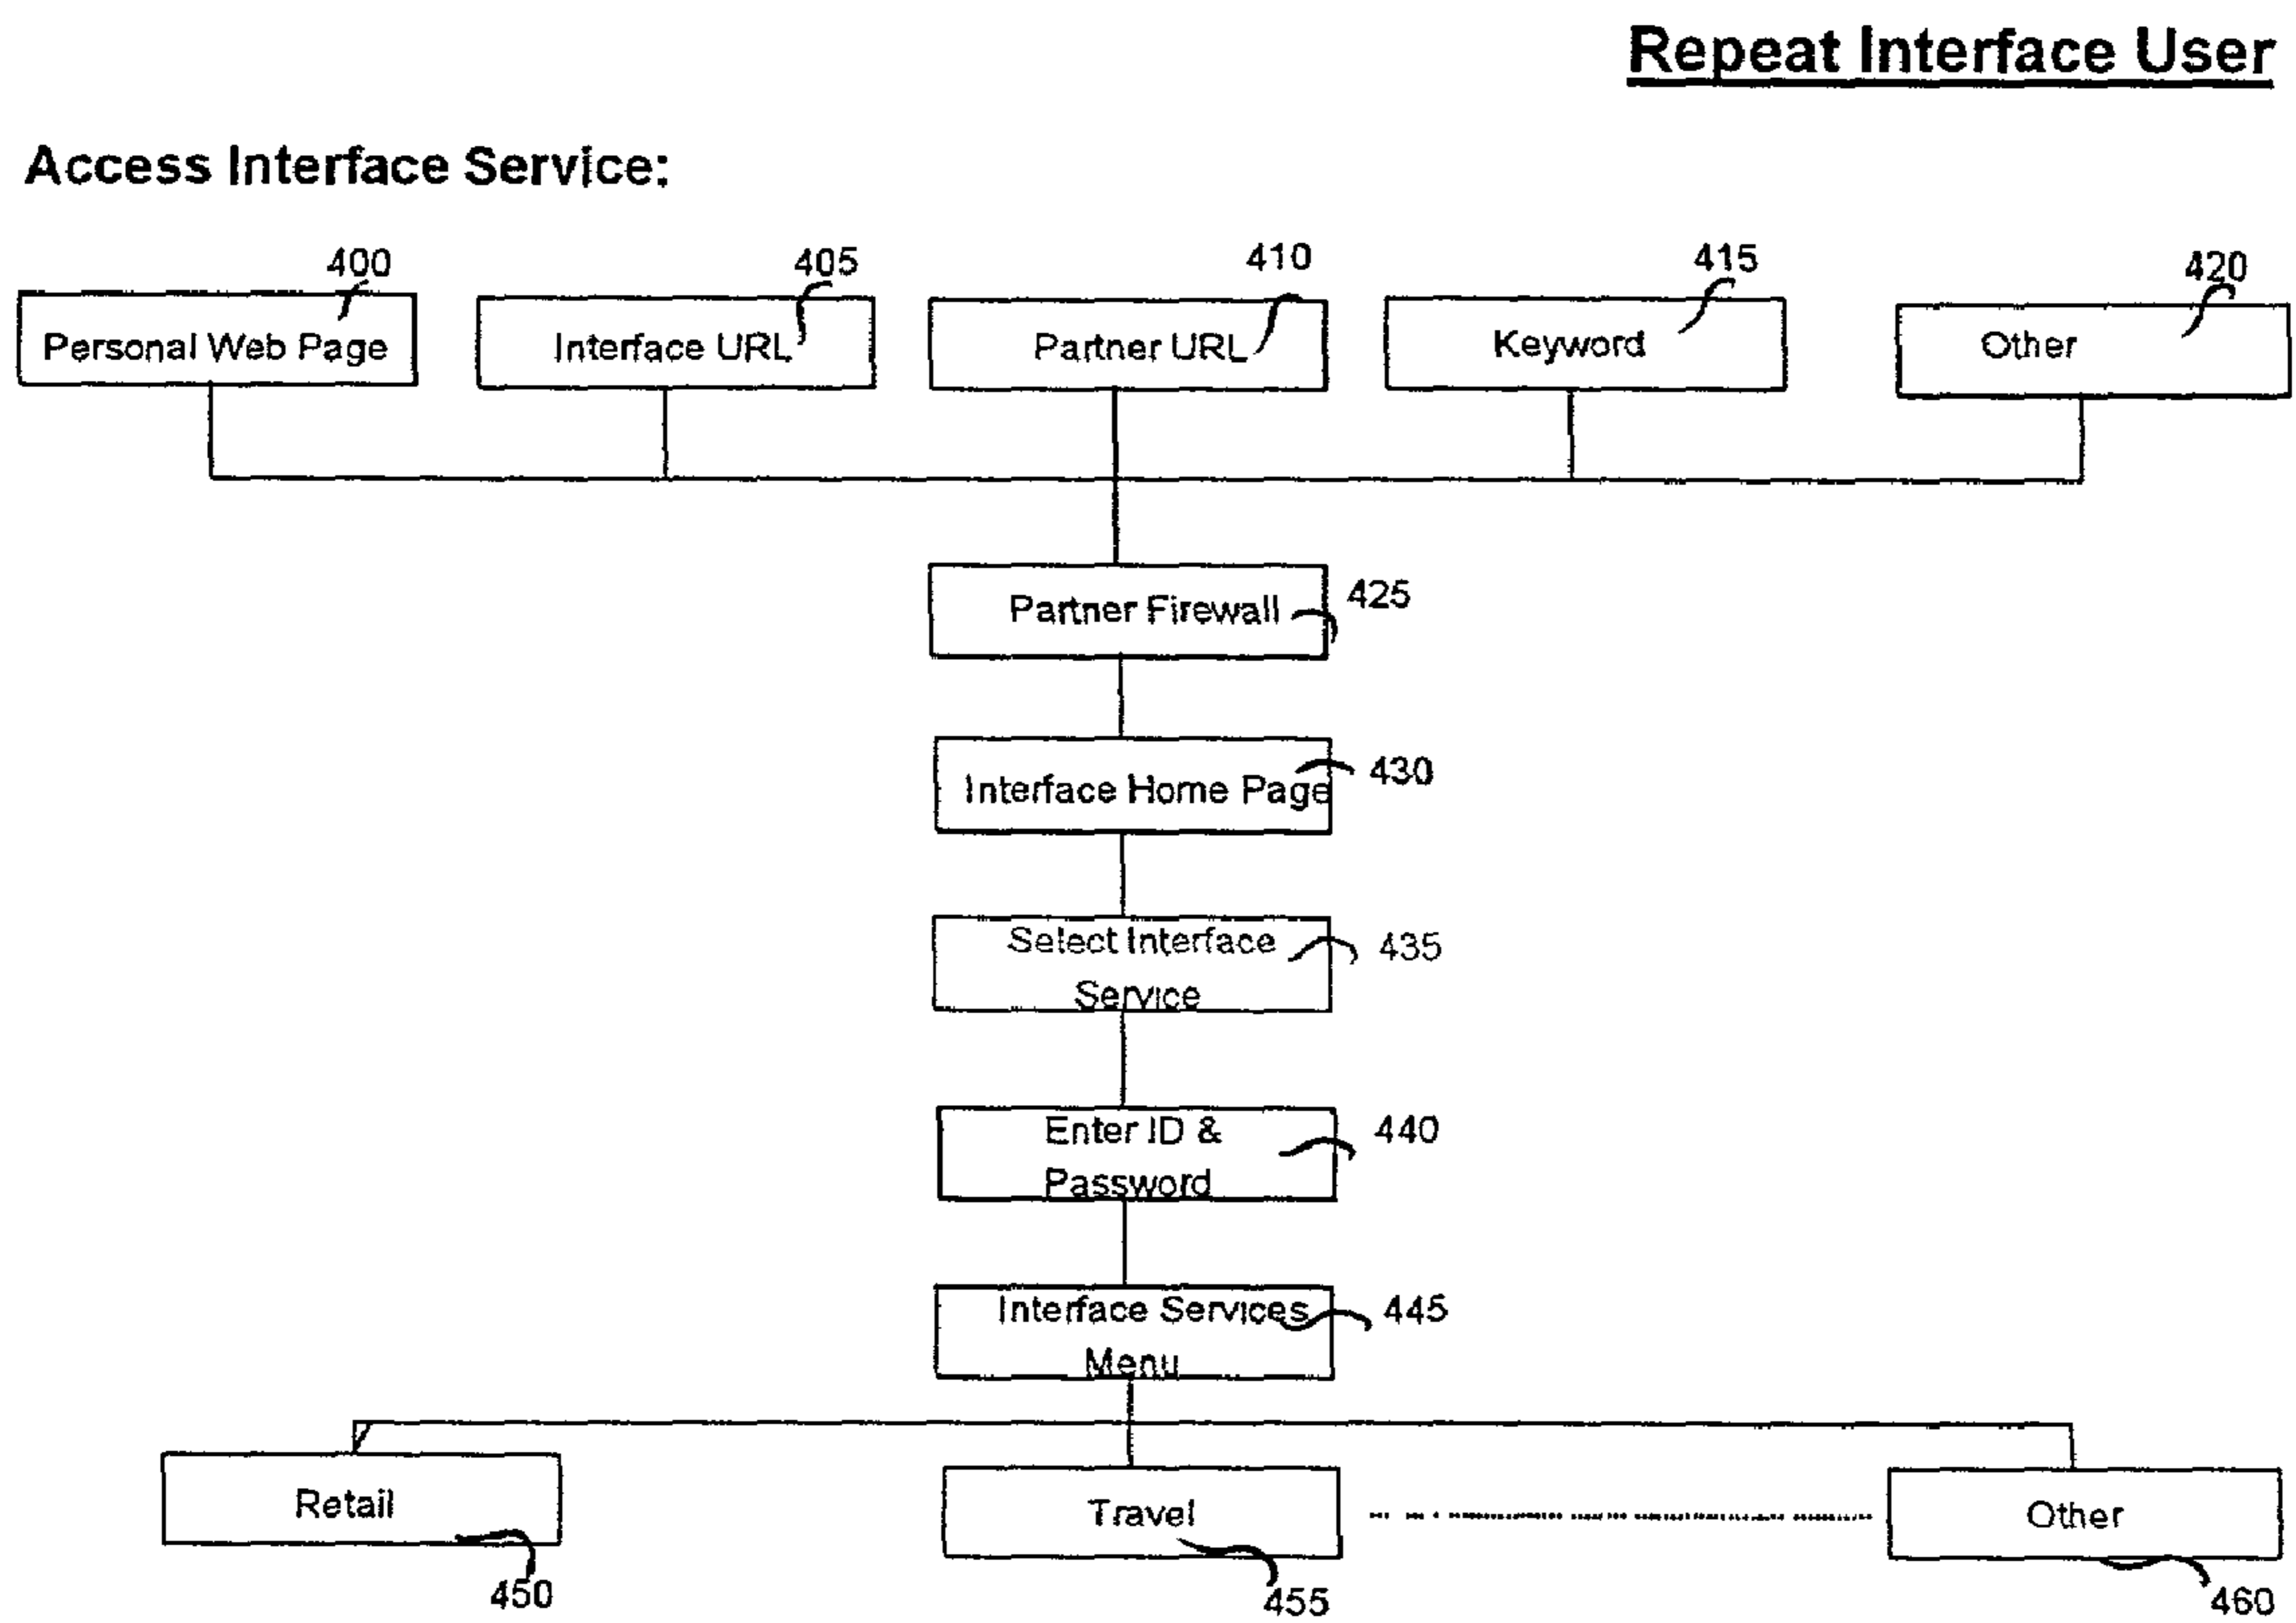 Repeat Interface User
Access Interface Service:
400
405
410
415
420
Personal Web Page
Interface URL
Partner URL
Keyword
Other
Partner Firewall
425
Interface Home Page
430
Select Interface
Service
435
Enter ID &
Password
440
Interface Services
Menu
445
Retail
Travel
Other
450
455
460